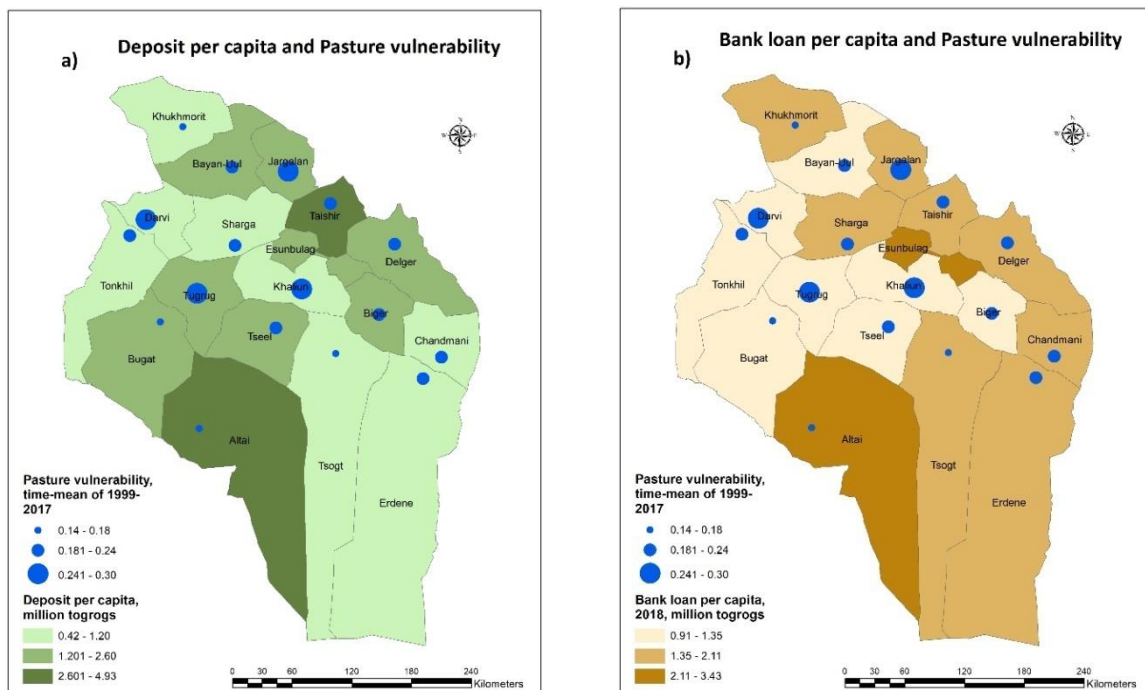 Deposit per capita and Pasture vulnerability
a)
Khukhmorit
Bayan-Uul
Jargalan
Taishir
Darvi
Sharga
Esunbulag
Delger
Tonkhil
Tugrug
Khaliun
Biger
Tseel
Chandmani
Bugat
Altai
Tsogt
Erdene
Pasture vulnerability,
time-mean of 1999-
2017
0.14 - 0.18
0.181 - 0.24
0.241 - 0.30
Deposit per capita,
million togrogs
0.42 - 1.20
1.201 - 2.60
2.601 - 4.93
0 30 60 120 180 240
Kilometers
Bank loan per capita and Pasture vulnerability
b)
Khukhmorit
Bayan-Uul
Jargalan
Taishir
Darvi
Sharga
Esunbulag
Delger
Tonkhil
Tugrug
Khaliun
Biger
Tseel
Chandmani
Bugat
Altai
Tsogt
Erdene
Pasture vulnerability,
time-mean of 1999-
2017
0.14 - 0.18
0.181 - 0.24
0.241 - 0.30
Bank loan per capita,
2018, million togrogs
0.91 - 1.35
1.35 - 2.11
2.11 - 3.43
0 30 60 120 180 240
Kilometers